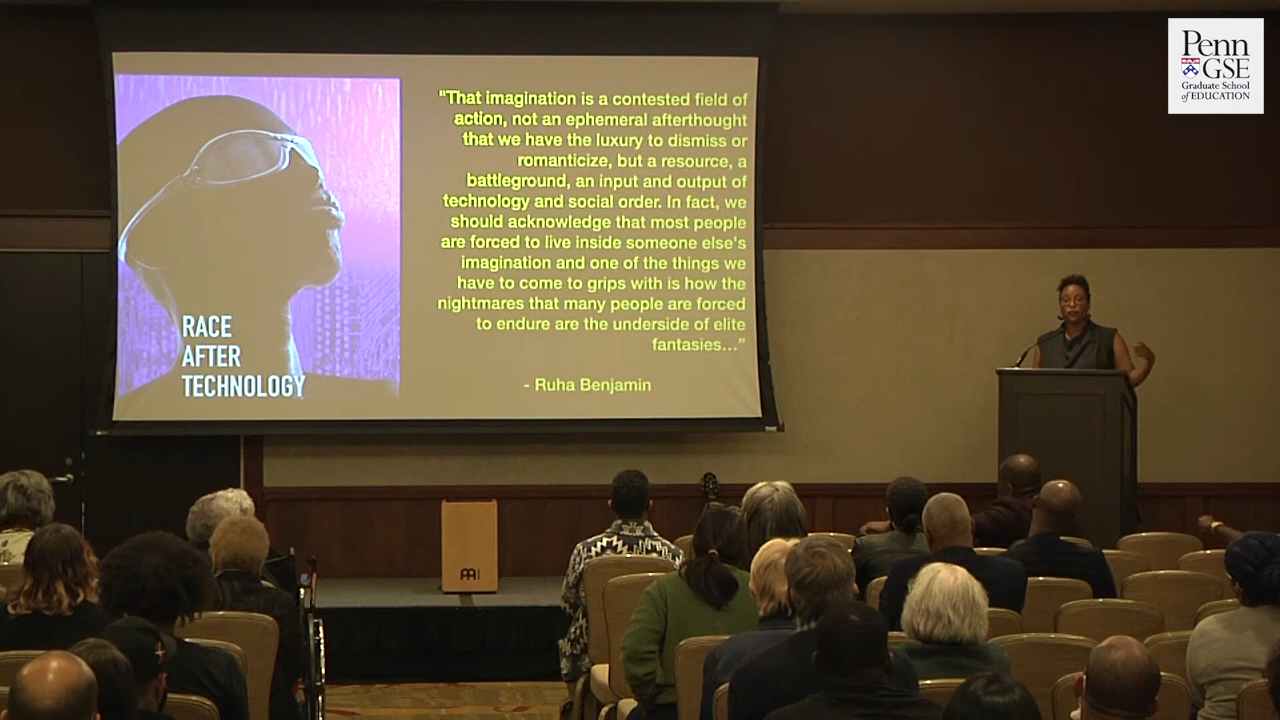 Penn
GSE
Graduate School
of EDUCATION
"That imagination is a contested field of
action, not an ephemeral afterthought
that we have the luxury to dismiss or
romanticize, but a resource, a
battleground, an input and output of
technology and social order. In fact, we
should acknowledge that most people
are forced to live inside someone else's
imagination and one of the things we
have to come to grips with is how the
nightmares that many people are forced
to endure are the underside of elite
fantasies…”
- Ruha Benjamin
RACE
AFTER
TECHNOLOGY